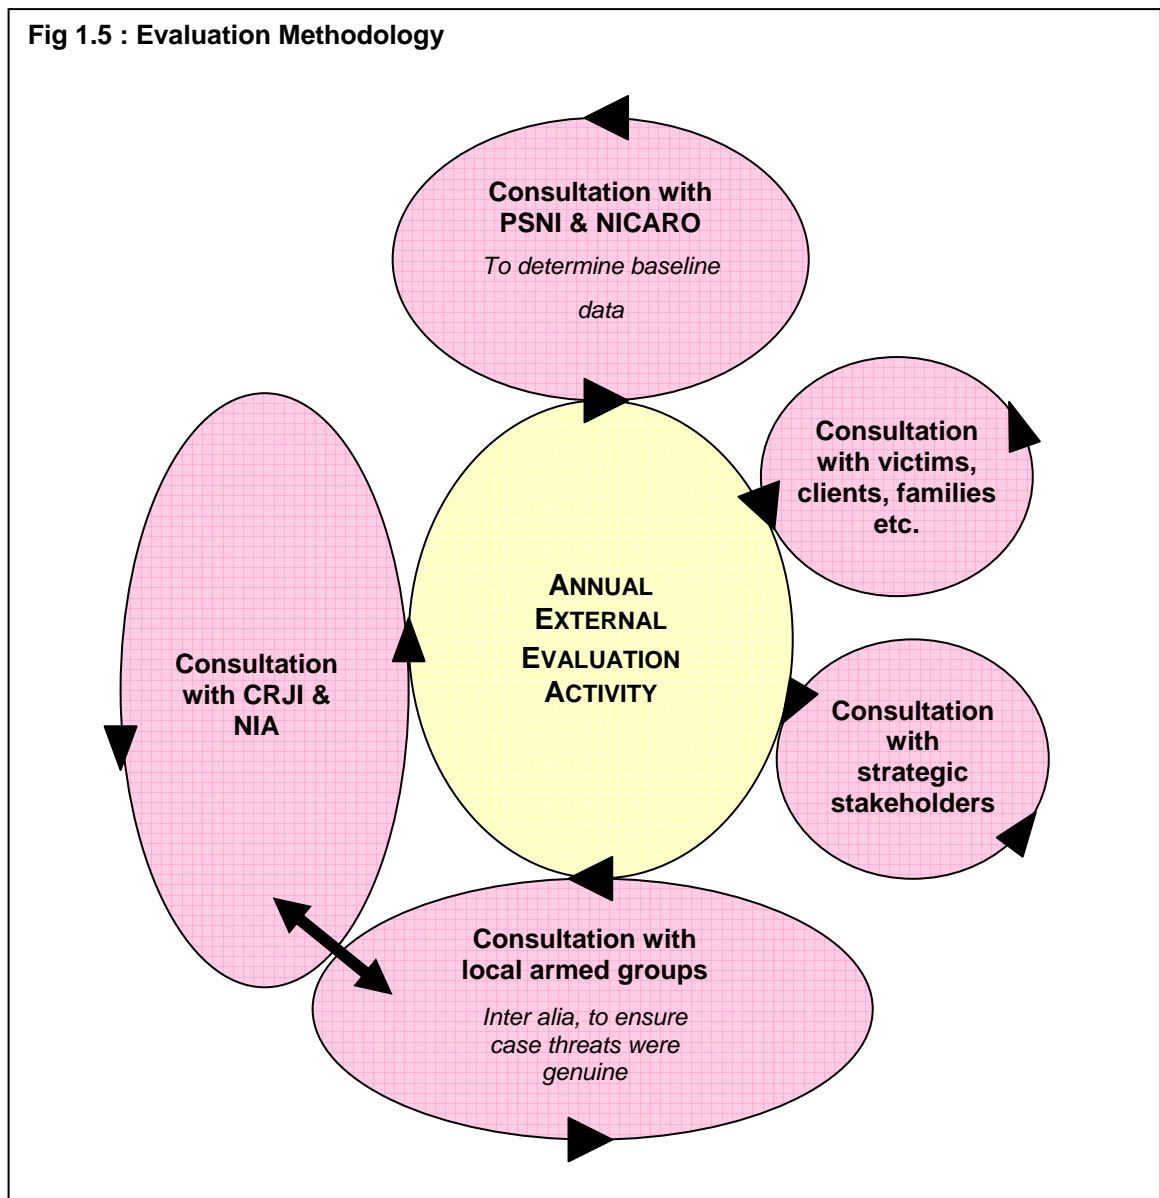 Fig 1.5 : Evaluation Methodology
Consultation with
PSNI & NICARO
To determine baseline
data
Consultation
with victims,
clients, families
etc.
ANNUAL
EXTERNAL
EVALUATION
ACTIVITY
Consultation
with CRJI &
NIA
Consultation
with
strategic
stakeholders
Consultation with
local armed groups
Inter alia, to ensure
case threats were
genuine